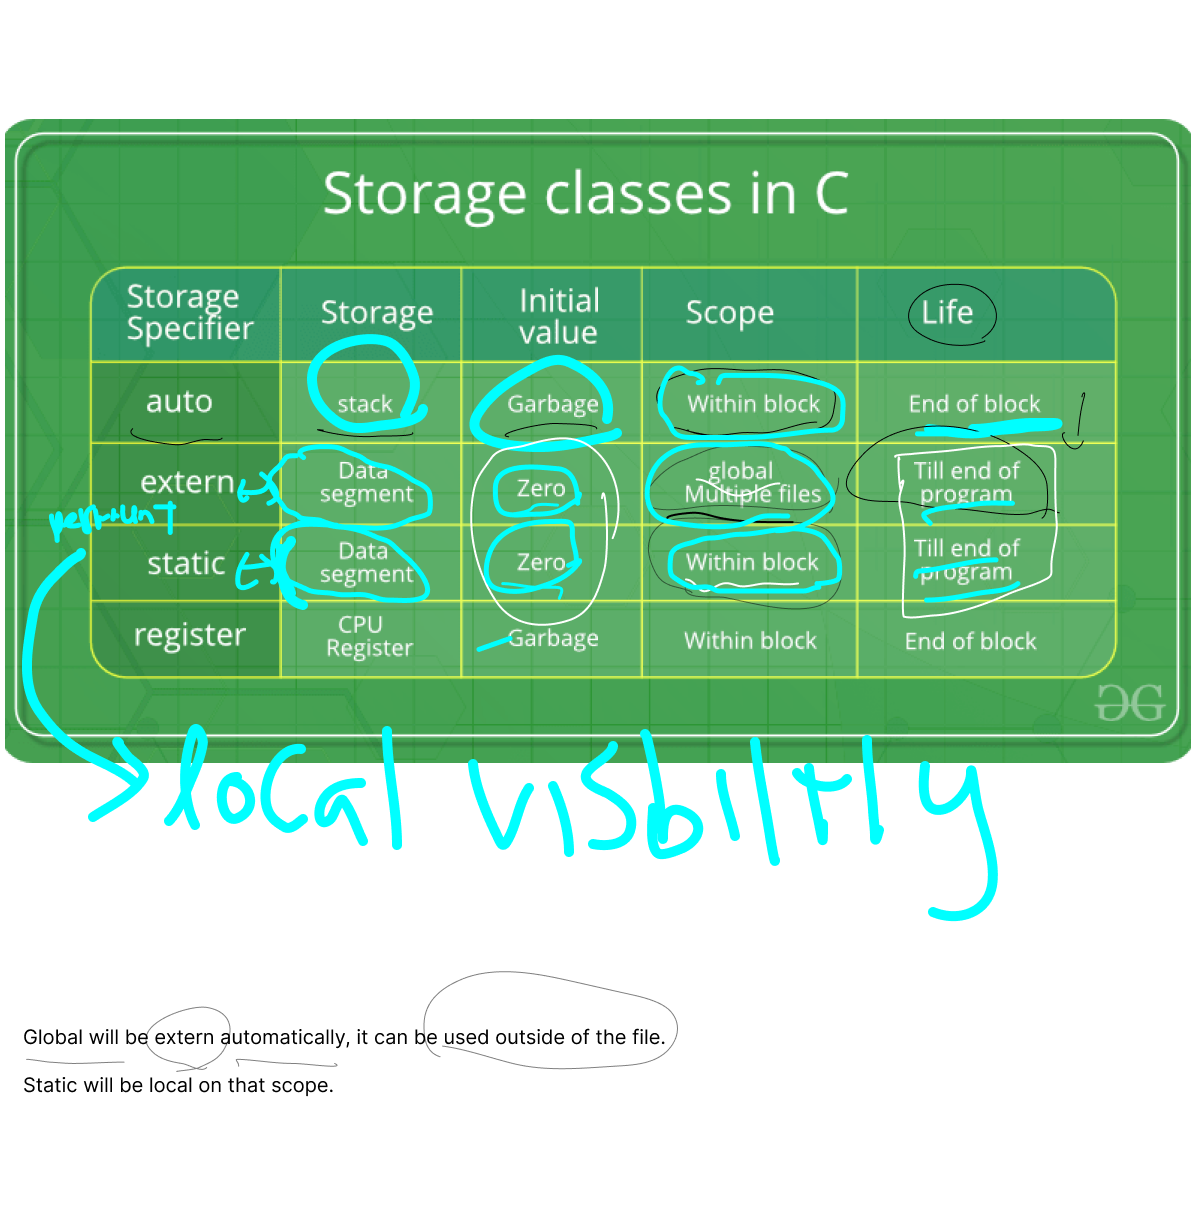 Storage classes in C
Storage
Specifier
Storage
Initial
value
Scope
Life
auto
stack
Garbage
Within block
End of block
extern
Data
segment
Zero
global
Multiple files
Till end of
program
static
Data
segment
Zero
Within block
Till end of
program
register
CPU
Register
Garbage
Within block
End of block
GG
local visbility
Global will be extern automatically, it can be used outside of the file.
Static will be local on that scope.